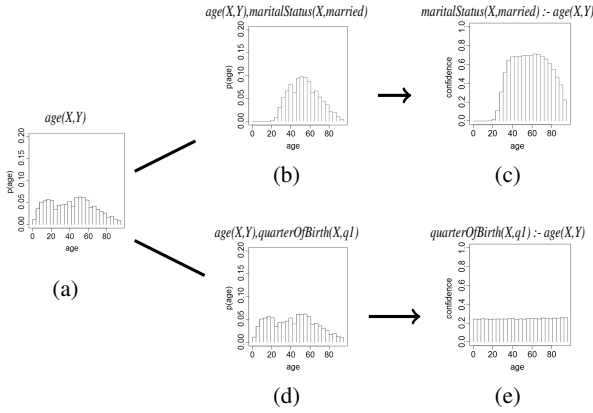 age(X,Y),maritalStatus(X,married)
maritalStatus(X,married) :- age(X,Y)
p(age)
0.00 0.05 0.10 0.15 0.20
0 20 40 60 80
age
confidence
0.0 0.2 0.4 0.6 0.8 1.0
0 20 40 60 80
age
(b)
(c)
age(X,Y)
p(age)
0.00 0.05 0.10 0.15 0.20
0 20 40 60 80
age
(a)
age(X,Y),quarterOfBirth(X,q1)
quarterOfBirth(X,q1) :- age(X,Y)
p(age)
0.00 0.05 0.10 0.15 0.20
0 20 40 60 80
age
confidence
0.0 0.2 0.4 0.6 0.8 1.0
0 20 40 60 80
age
(d)
(e)